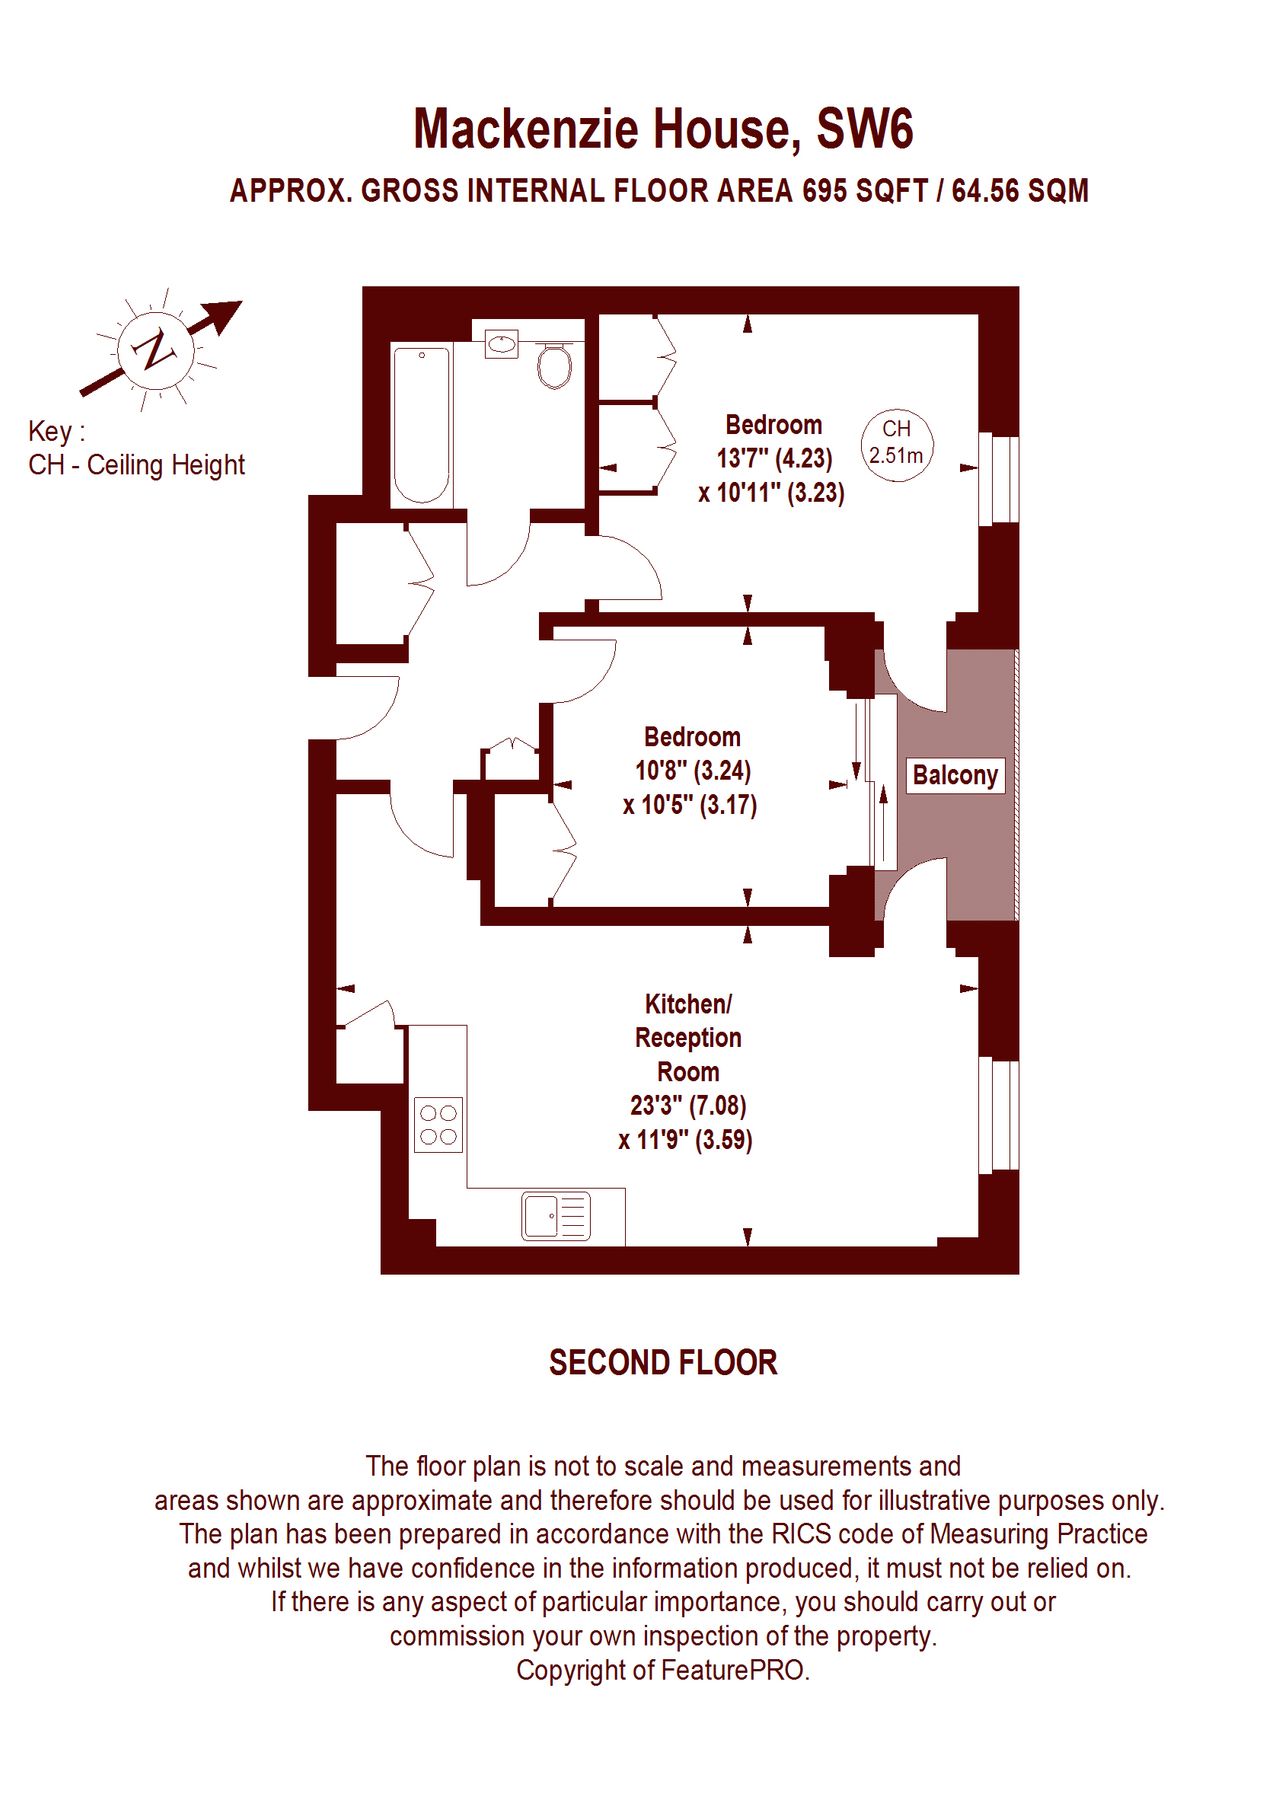 Mackenzie House, SW6
APPROX. GROSS INTERNAL FLOOR AREA 695 SQFT / 64.56 SQM
N
Key :
CH - Ceiling Height
Bedroom
13'7" (4.23)
x 10'11" (3.23)
CH
2.51m
Bedroom
10'8" (3.24)
x 10'5" (3.17)
Balcony
Kitchen/
Reception
Room
23'3" (7.08)
x 11'9" (3.59)
SECOND FLOOR
The floor plan is not to scale and measurements and
areas shown are approximate and therefore should be used for illustrative purposes only.
The plan has been prepared in accordance with the RICS code of Measuring Practice
and whilst we have confidence in the information produced, it must not be relied on.
If there is any aspect of particular importance, you should carry out or
commission your own inspection of the property.
Copyright of FeaturePRO.